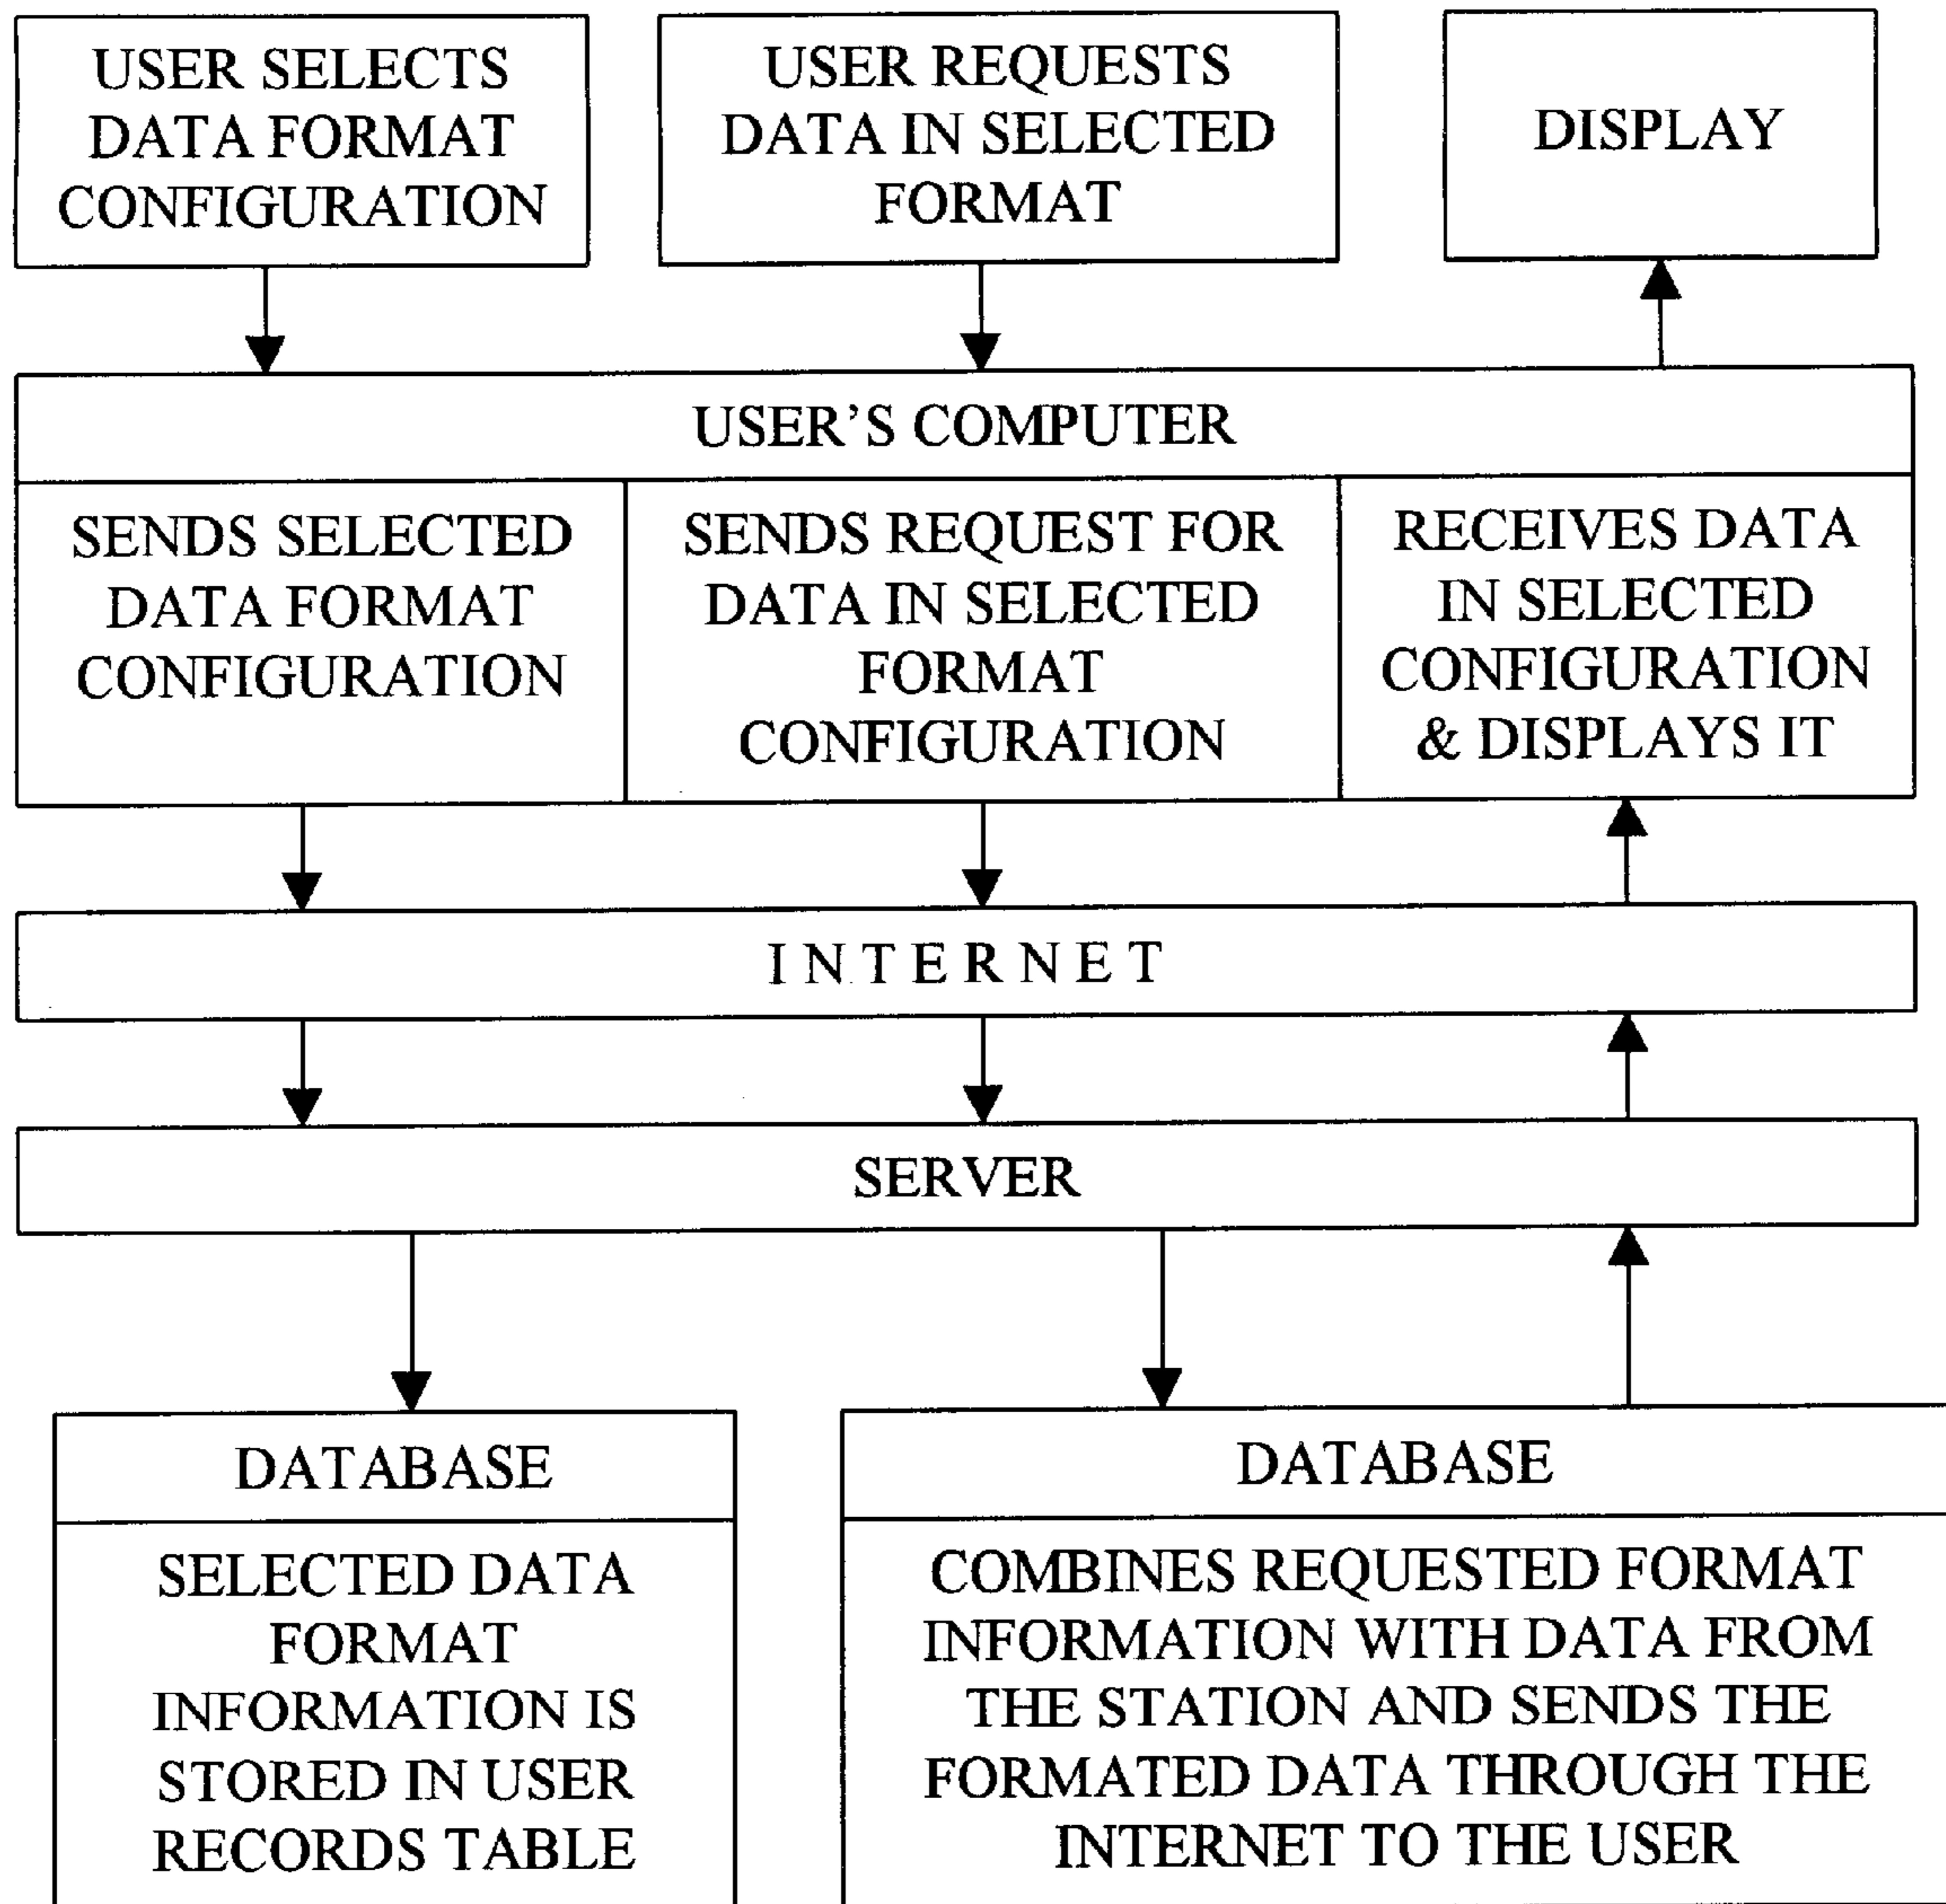 USER SELECTS
DATA FORMAT
CONFIGURATION
USER REQUESTS
DATA IN SELECTED
FORMAT
DISPLAY
USER'S COMPUTER
SENDS SELECTED
DATA FORMAT
CONFIGURATION
SENDS REQUEST FOR
DATA IN SELECTED
FORMAT
CONFIGURATION
RECEIVES DATA
IN SELECTED
CONFIGURATION
& DISPLAYS IT
I N T E R N E T
SERVER
DATABASE
SELECTED DATA
FORMAT
INFORMATION IS
STORED IN USER
RECORDS TABLE
DATABASE
COMBINES REQUESTED FORMAT
INFORMATION WITH DATA FROM
THE STATION AND SENDS THE
FORMATED DATA THROUGH THE
INTERNET TO THE USER